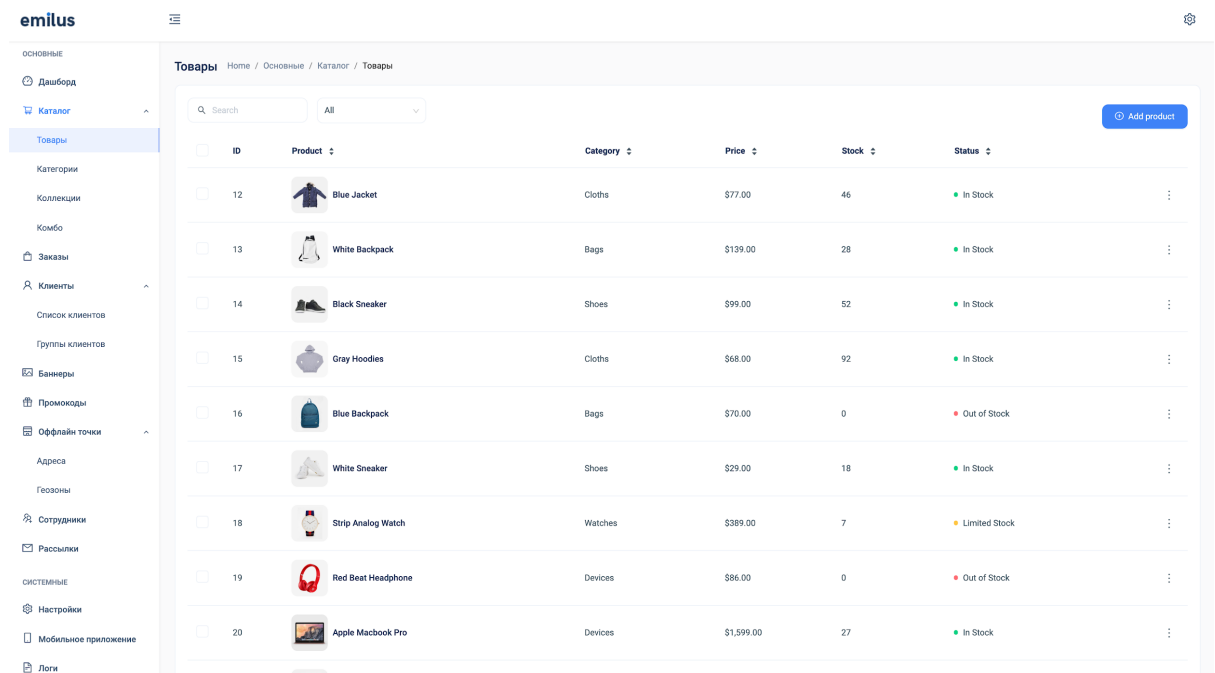 emilus
ОСНОВНЫЕ
Дашборд
Каталог
Товары
Категории
Коллекции
Комбо
Заказы
Клиенты
Список клиентов
Группы клиентов
Баннеры
Промокоды
Оффлайн точки
Адреса
Геозоны
Сотрудники
Рассылки
СИСТЕМНЫЕ
Настройки
Мобильное приложение
Логи
Товары Home / Основные / Каталог / Товары
Search All Add product
ID Product Category Price Stock Status
12 Blue Jacket Cloths $77.00 46 In Stock
13 White Backpack Bags $139.00 28 In Stock
14 Black Sneaker Shoes $99.00 52 In Stock
15 Gray Hoodies Cloths $68.00 92 In Stock
16 Blue Backpack Bags $70.00 0 Out of Stock
17 White Sneaker Shoes $29.00 18 In Stock
18 Strip Analog Watch Watches $389.00 7 Limited Stock
19 Red Beat Headphone Devices $86.00 0 Out of Stock
20 Apple Macbook Pro Devices $1,599.00 27 In Stock